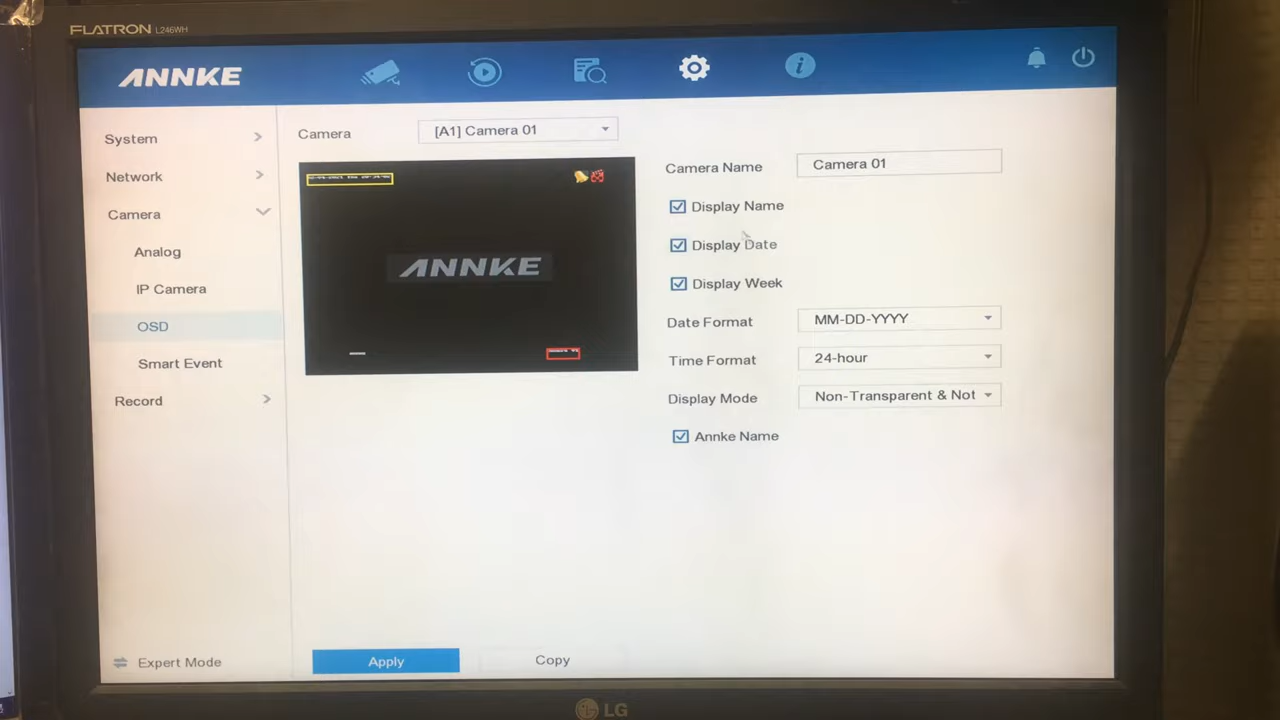 FLATRON L246WH
ANNKE
System
Network
Camera
Analog
IP Camera
OSD
Smart Event
Record
Expert Mode
Camera [A1] Camera 01
ANNKE
Camera Name Camera 01
Display Name
Display Date
Display Week
Date Format MM-DD-YYYY
Time Format 24-hour
Display Mode Non-Transparent & Not
Annke Name
Apply Copy
LG